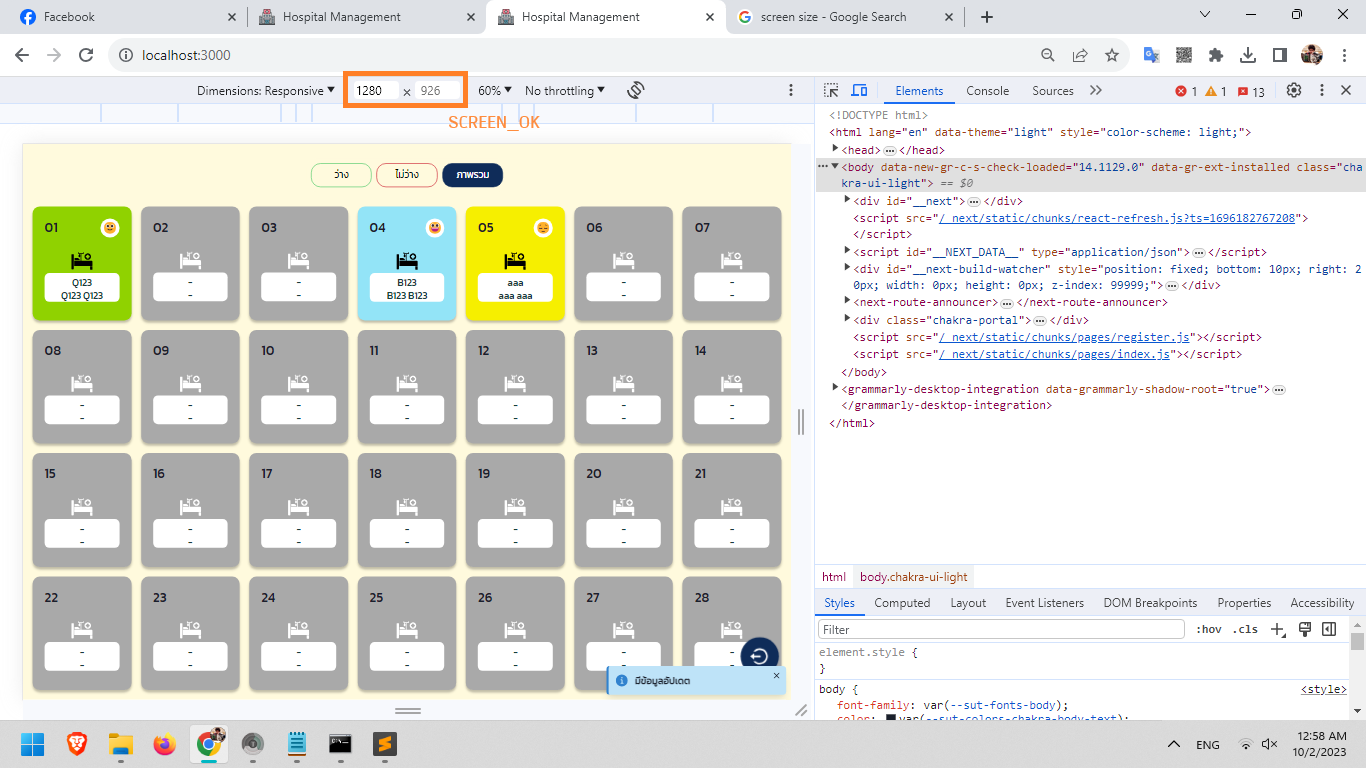 Facebook
Hospital Management
Hospital Management
screen size - Google Search
localhost:3000
Dimensions: Responsive
1280 × 926
60%
No throttling
SCREEN_OK
ว่าง
ไม่ว่าง
ภาพรวม
01
Q123
Q123 Q123
02
-
-
03
-
-
04
B123
B123 B123
05
aaa
aaa aaa
06
-
-
07
-
-
08
-
-
09
-
-
10
-
-
11
-
-
12
-
-
13
-
-
14
-
-
15
-
-
16
-
-
17
-
-
18
-
-
19
-
-
20
-
-
21
-
-
22
-
-
23
-
-
24
-
-
25
-
-
26
-
-
27
-
-
28
-
-
มีข้อมูลอัปเดต
Elements
Console
Sources
1
1
13
<!DOCTYPE html>
<html lang="en" data-theme="light" style="color-scheme: light;">
<head>…</head>
<body data-new-gr-c-s-check-loaded="14.1129.0" data-gr-ext-installed class="cha
kra-ui-light"> == $0
<div id="__next">…</div>
<script src="/_next/static/chunks/react-refresh.js?ts=1696182767208">
</script>
<script id="__NEXT_DATA__" type="application/json">…</script>
<div id="__next-build-watcher" style="position: fixed; bottom: 10px; right: 2
0px; width: 0px; height: 0px; z-index: 99999;">…</div>
<next-route-announcer>…</next-route-announcer>
<div class="chakra-portal">…</div>
<script src="/_next/static/chunks/pages/register.js"></script>
<script src="/_next/static/chunks/pages/index.js"></script>
</body>
<grammarly-desktop-integration data-grammarly-shadow-root="true">…
</grammarly-desktop-integration>
</html>
html
body.chakra-ui-light
Styles
Computed
Layout
Event Listeners
DOM Breakpoints
Properties
Accessibility
Filter
:hov
.cls
element.style {
}
body {
<style>
font-family: var(--sut-fonts-body);
color: var(--sut-colors-chakra-body-text);
ENG
12:58 AM
10/2/2023